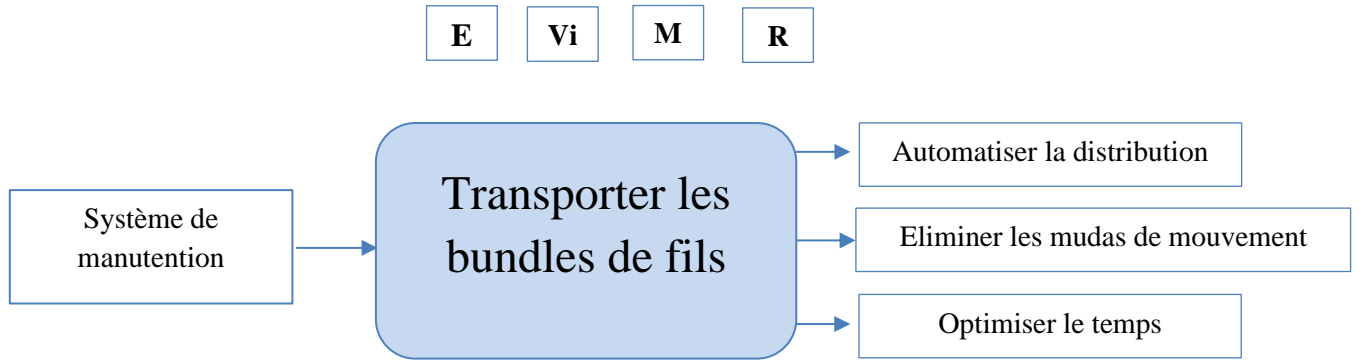 E Vi M R
Automatiser la distribution
Transporter les
bundles de fils
Système de
manutention
Eliminer les mudas de mouvement
Optimiser le temps